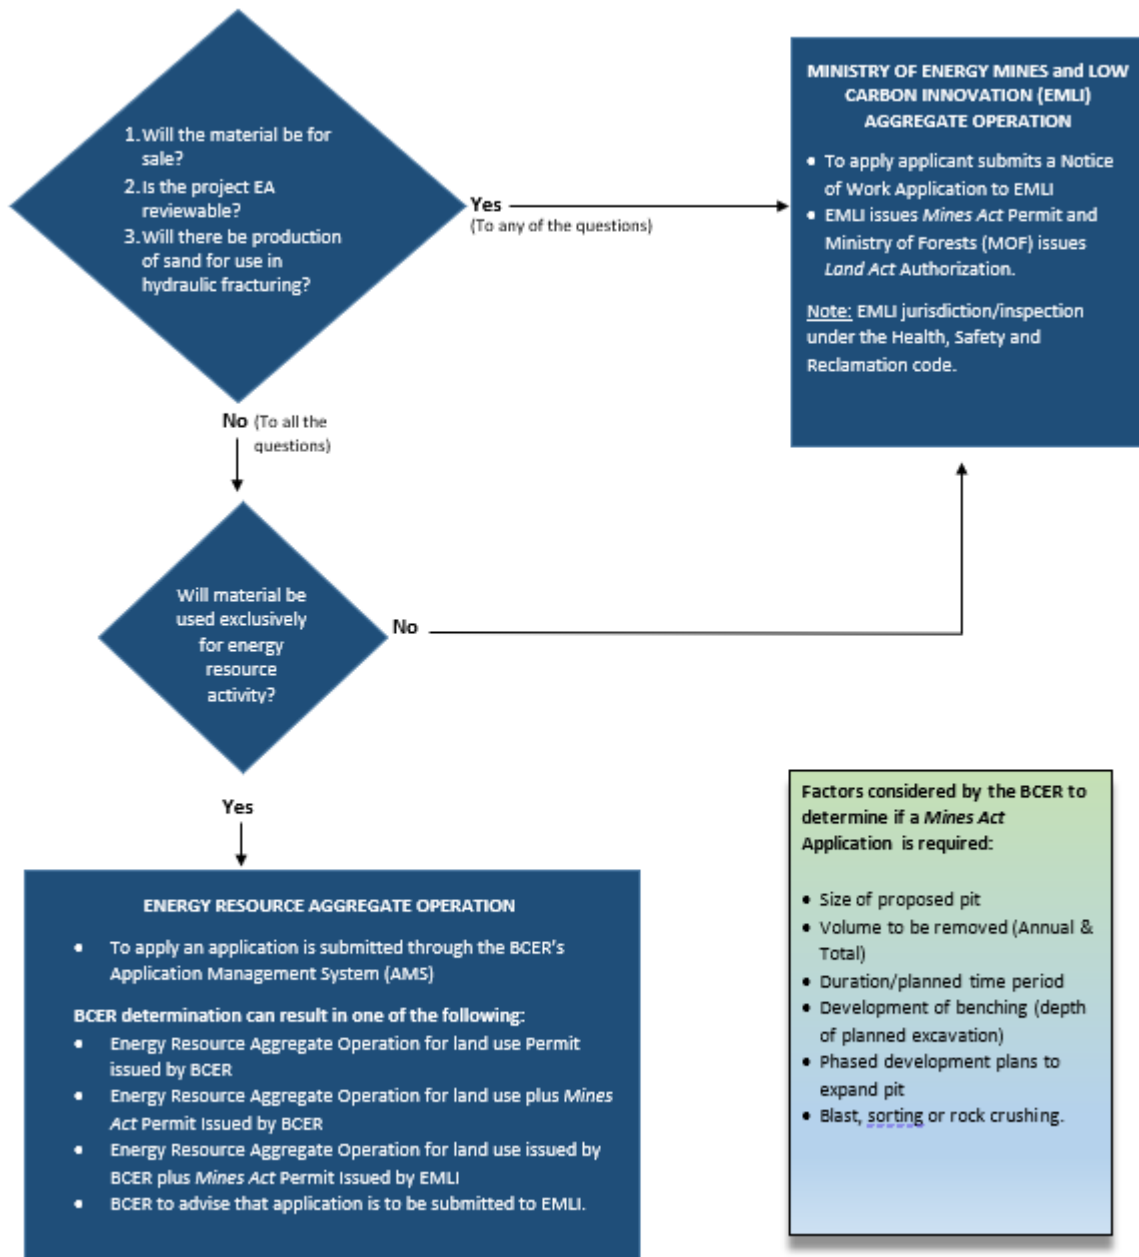 1. Will the material be for
sale?
2. Is the project EA
reviewable?
3. Will there be production
of sand for use in
hydraulic fracturing?
Yes
(To any of the questions)
MINISTRY OF ENERGY MINES and LOW
CARBON INNOVATION (EMLI)
AGGREGATE OPERATION
• To apply applicant submits a Notice
of Work Application to EMLI
• EMLI issues Mines Act Permit and
Ministry of Forests (MOF) issues
Land Act Authorization.
Note: EMLI jurisdiction/inspection
under the Health, Safety and
Reclamation code.
No (To all the
questions)
Will material be
used exclusively
for energy
resource
activity?
No
Yes
ENERGY RESOURCE AGGREGATE OPERATION
• To apply an application is submitted through the BCER's
Application Management System (AMS)
BCER determination can result in one of the following:
• Energy Resource Aggregate Operation for land use Permit
issued by BCER
• Energy Resource Aggregate Operation for land use plus Mines
Act Permit Issued by BCER
• Energy Resource Aggregate Operation for land use issued by
BCER plus Mines Act Permit Issued by EMLI
• BCER to advise that application is to be submitted to EMLI.
Factors considered by the BCER to
determine if a Mines Act
Application is required:
• Size of proposed pit
• Volume to be removed (Annual &
Total)
• Duration/planned time period
• Development of benching (depth
of planned excavation)
• Phased development plans to
expand pit
• Blast, sorting or rock crushing.